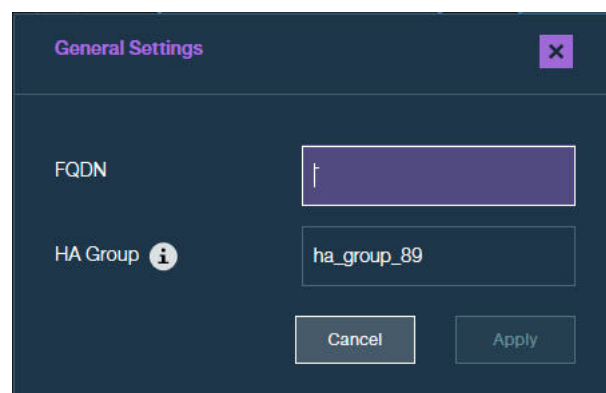 General Settings
FQDN
HA Group
ha_group_89
Cancel
Apply